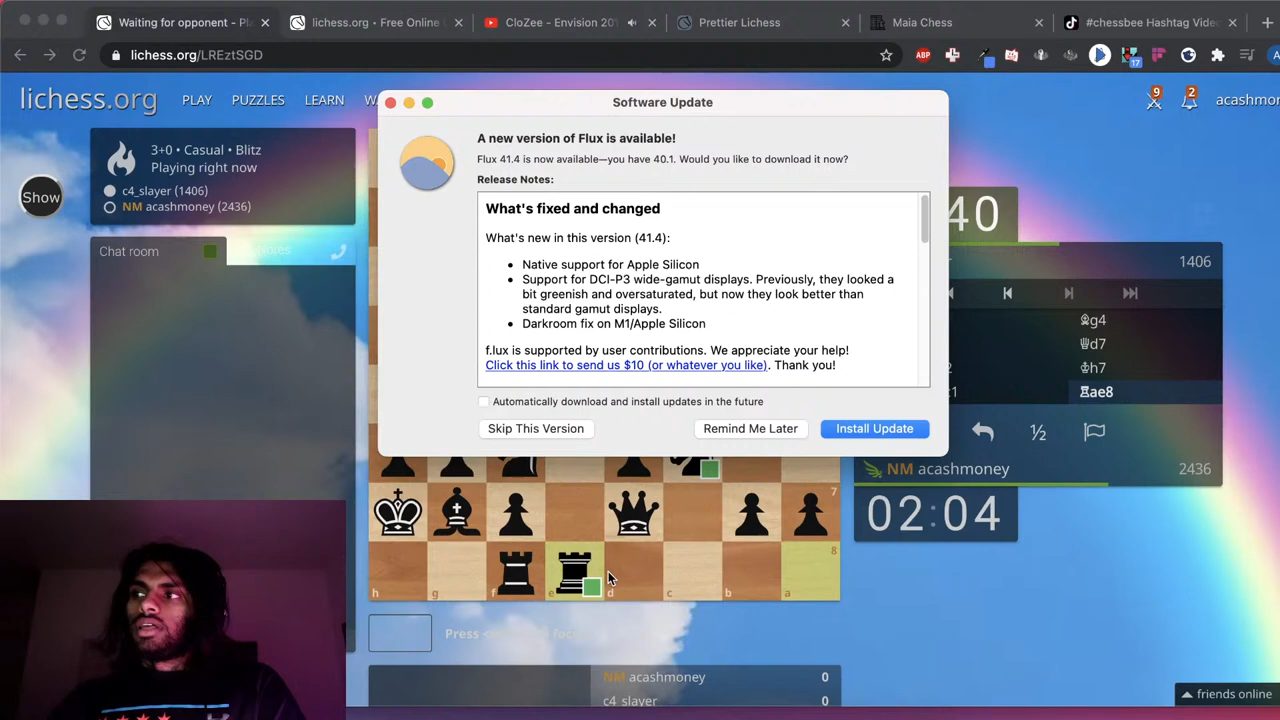 Waiting for opponent - Pl
lichess.org • Free Online
CloZee - Envision 201
Prettier Lichess
Maia Chess
#chessbee Hashtag Vide
lichess.org/LREztSGD
ABP
17
lichess.org
PLAY
PUZZLES
LEARN
9
2
acashmon
3+0 • Casual • Blitz
Playing right now
c4_slayer (1406)
NM acashmoney (2436)
Show
Chat room
Notes
Software Update
A new version of Flux is available!
Flux 41.4 is now available—you have 40.1. Would you like to download it now?
Release Notes:
What's fixed and changed
What's new in this version (41.4):
• Native support for Apple Silicon
• Support for DCI-P3 wide-gamut displays. Previously, they looked a
bit greenish and oversaturated, but now they look better than
standard gamut displays.
• Darkroom fix on M1/Apple Silicon
f.lux is supported by user contributions. We appreciate your help!
Click this link to send us $10 (or whatever you like). Thank you!
Automatically download and install updates in the future
Skip This Version
Remind Me Later
Install Update
40
1406
♗g4
♕d7
♔h7
♖ae8
½
NM acashmoney
2436
02:04
7
8
h
g
f
e
d
c
b
a
NM acashmoney
0
c4_slayer
0
friends online